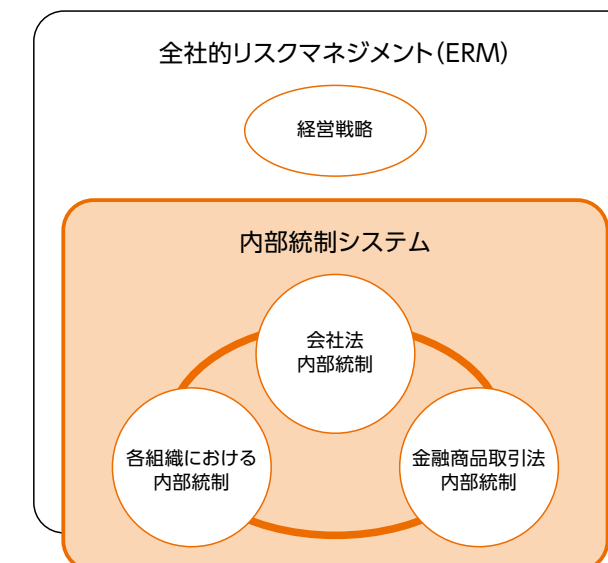 全社的リスクマネジメント（ERM）
経営戦略
内部統制システム
会社法
内部統制
各組織における
内部統制
金融商品取引法
内部統制